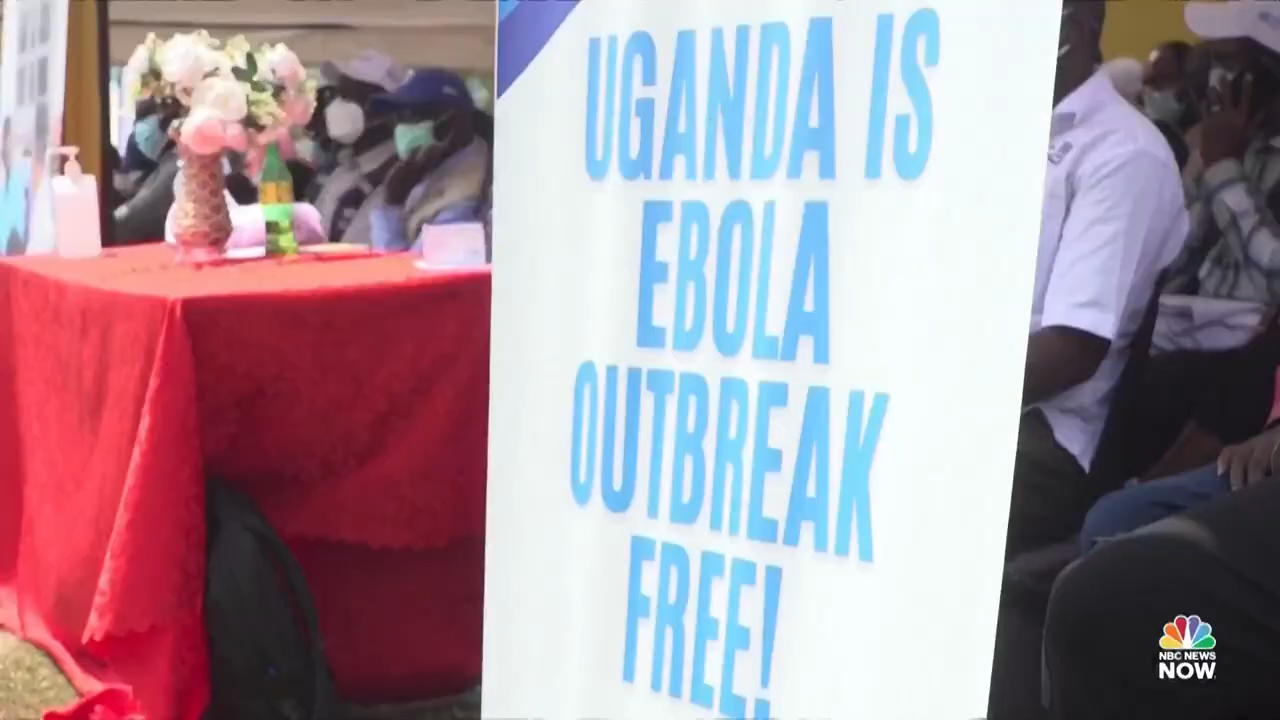 UGANDA IS
EBOLA
OUTBREAK
FREE!
NBC NEWS
NOW